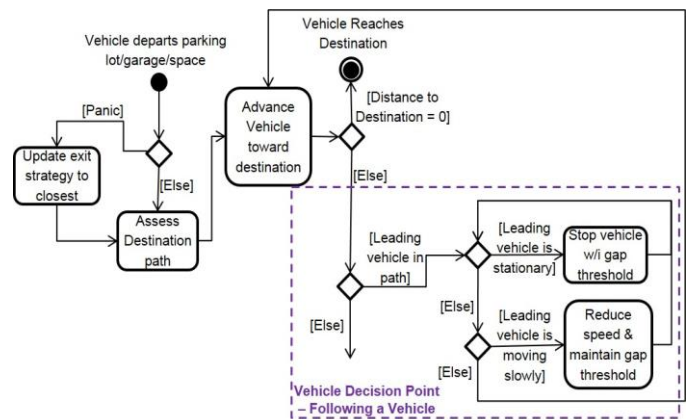 Vehicle departs parking
lot/garage/space
Vehicle Reaches
Destination
[Panic]
Update exit
strategy to
closest
[Else]
Assess
Destination
path
Advance
Vehicle
toward
destination
[Distance to
Destination = 0]
[Else]
[Leading
vehicle in
path]
[Else]
[Leading
vehicle is
stationary]
Stop vehicle
w/i gap
threshold
[Else]
[Leading
vehicle is
moving
slowly]
Reduce
speed &
maintain gap
threshold
[Else]
Vehicle Decision Point
– Following a Vehicle